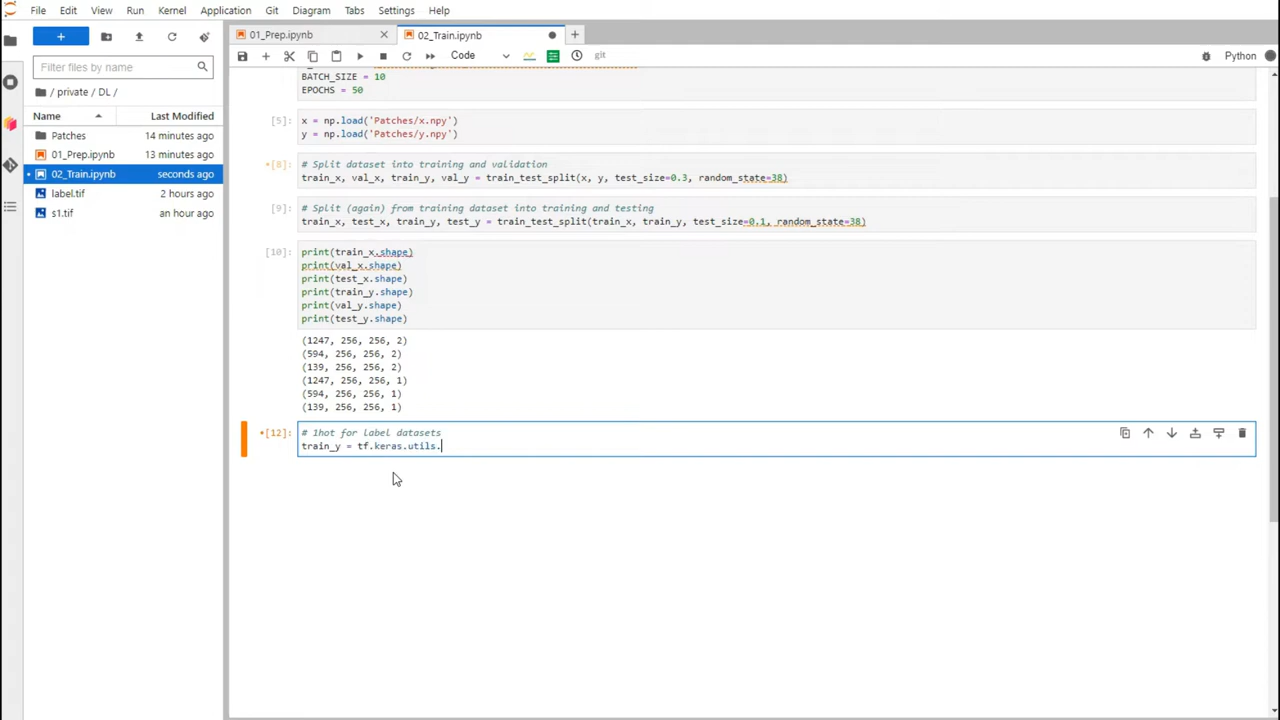 File Edit View Run Kernel Application Git Diagram Tabs Settings Help
01_Prep.ipynb
02_Train.ipynb
Code
git
Python
Filter files by name
/ private / DL /
Name Last Modified
Patches 14 minutes ago
01_Prep.ipynb 13 minutes ago
02_Train.ipynb seconds ago
label.tif 2 hours ago
s1.tif an hour ago
BATCH_SIZE = 10
EPOCHS = 50
[5]: x = np.load('Patches/x.npy')
y = np.load('Patches/y.npy')
[8]: # Split dataset into training and validation
train_x, val_x, train_y, val_y = train_test_split(x, y, test_size=0.3, random_state=38)
[9]: # Split (again) from training dataset into training and testing
train_x, test_x, train_y, test_y = train_test_split(train_x, train_y, test_size=0.1, random_state=38)
[10]: print(train_x.shape)
print(val_x.shape)
print(test_x.shape)
print(train_y.shape)
print(val_y.shape)
print(test_y.shape)
(1247, 256, 256, 2)
(594, 256, 256, 2)
(139, 256, 256, 2)
(1247, 256, 256, 1)
(594, 256, 256, 1)
(139, 256, 256, 1)
[12]: # 1hot for label datasets
train_y = tf.keras.utils.